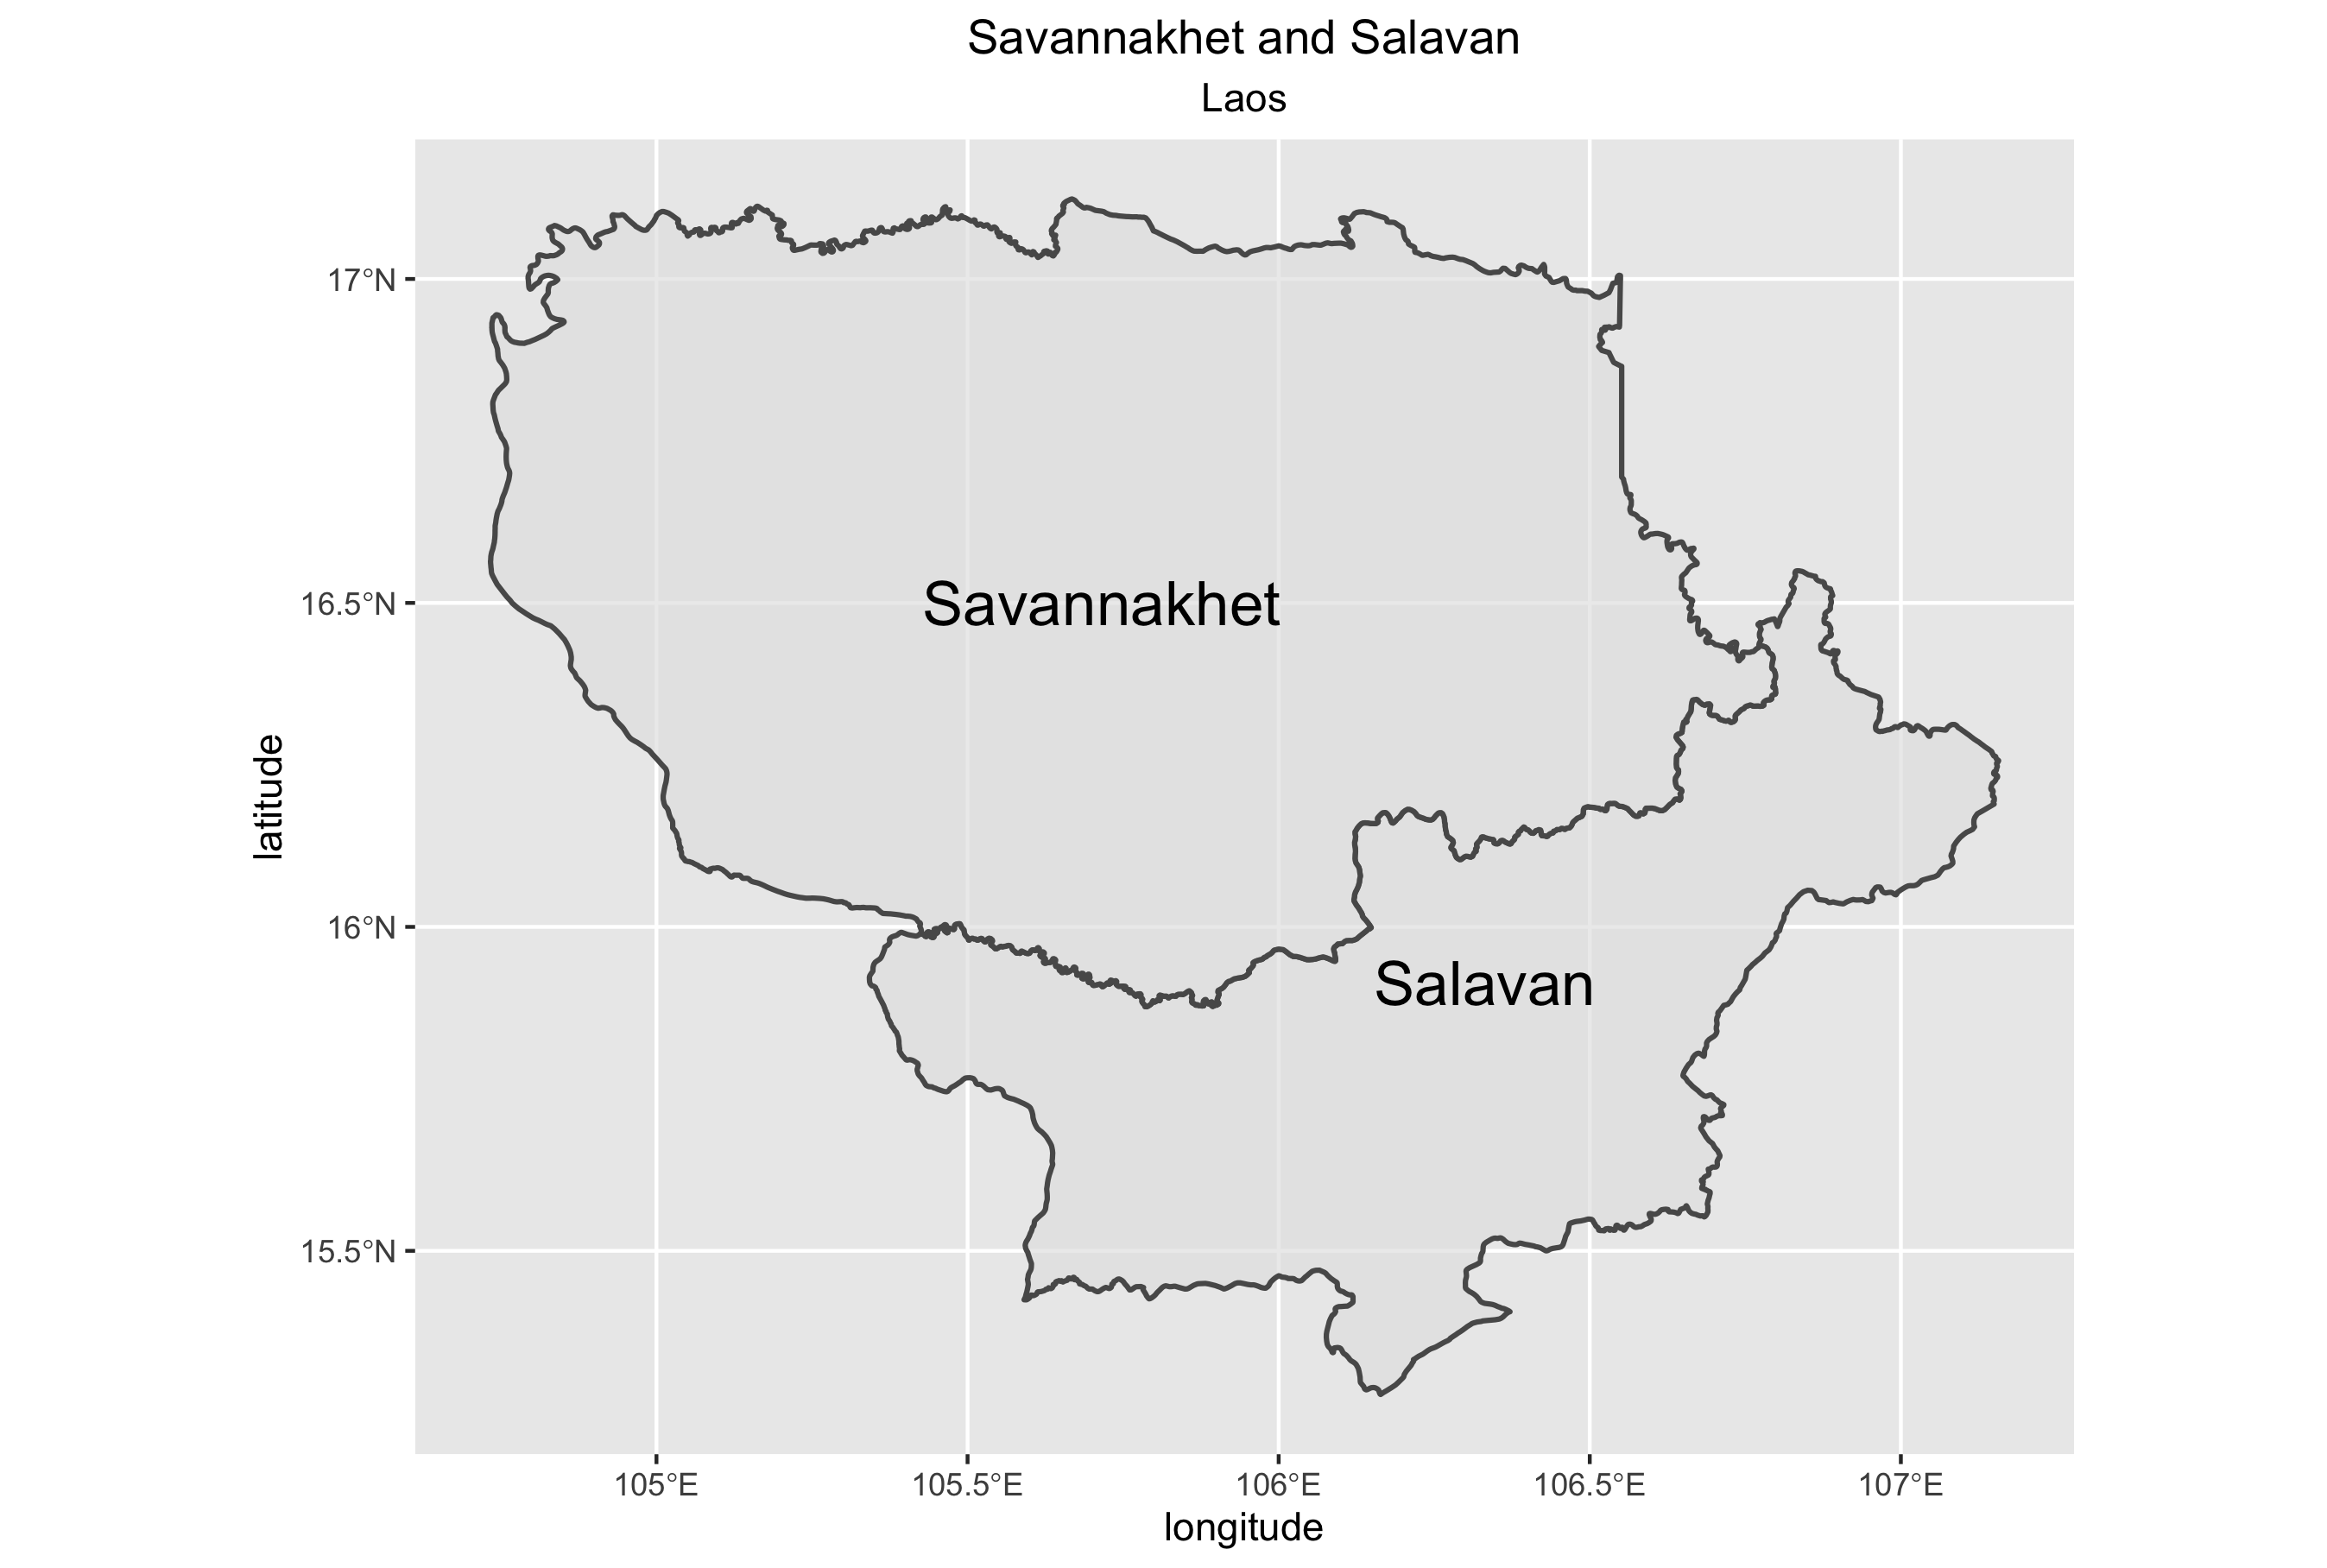 Savannakhet and Salavan
Laos
17°N
16.5°N
16°N
15.5°N
latitude
Savannakhet
Salavan
105°E 105.5°E 106°E 106.5°E 107°E
longitude